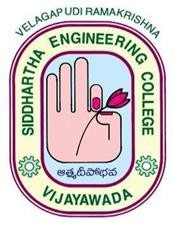 VELAGAPUDI RAMAKRISHNA
SIDDHARTHA ENGINEERING COLLEGE
ఆత్మదీపోభవ
VIJAYAWADA